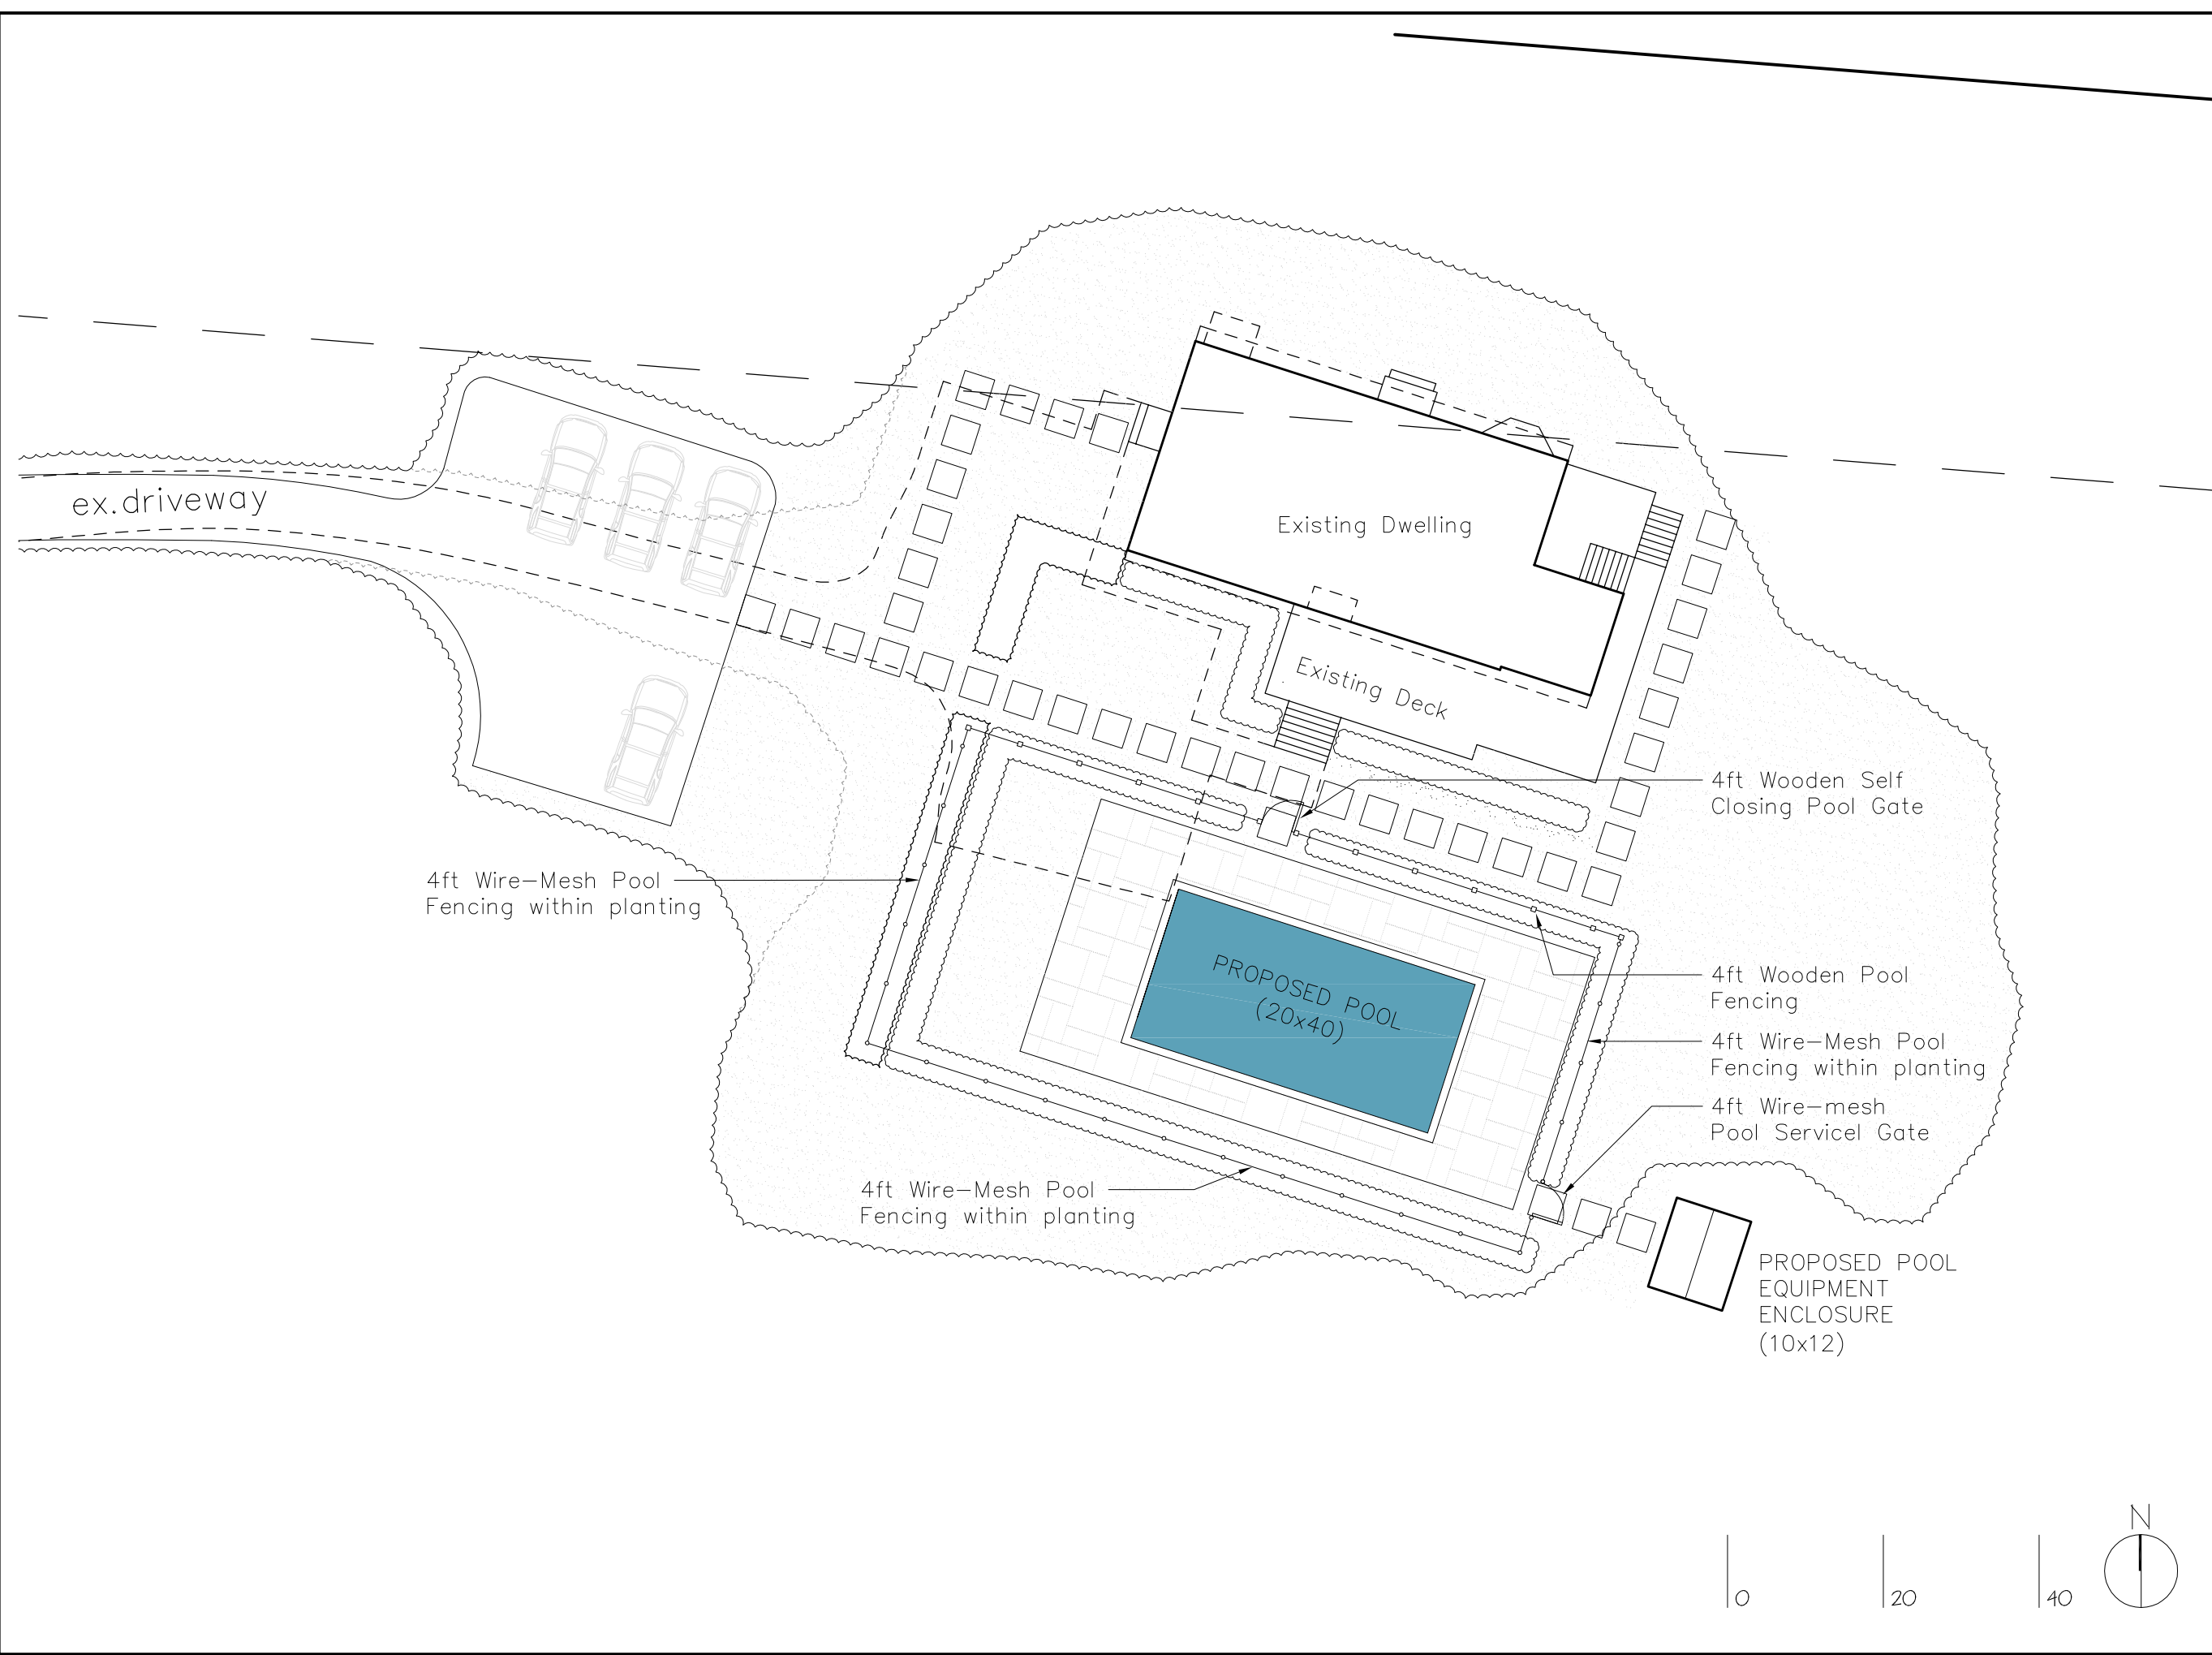 ex.driveway
Existing Dwelling
Existing Deck
4ft Wooden Self
Closing Pool Gate
4ft Wire-Mesh Pool
Fencing within planting
PROPOSED POOL
(20x40)
4ft Wooden Pool
Fencing
4ft Wire-Mesh Pool
Fencing within planting
4ft Wire-mesh
Pool Servicel Gate
4ft Wire-Mesh Pool
Fencing within planting
PROPOSED POOL
EQUIPMENT
ENCLOSURE
(10x12)
N
0 20 40